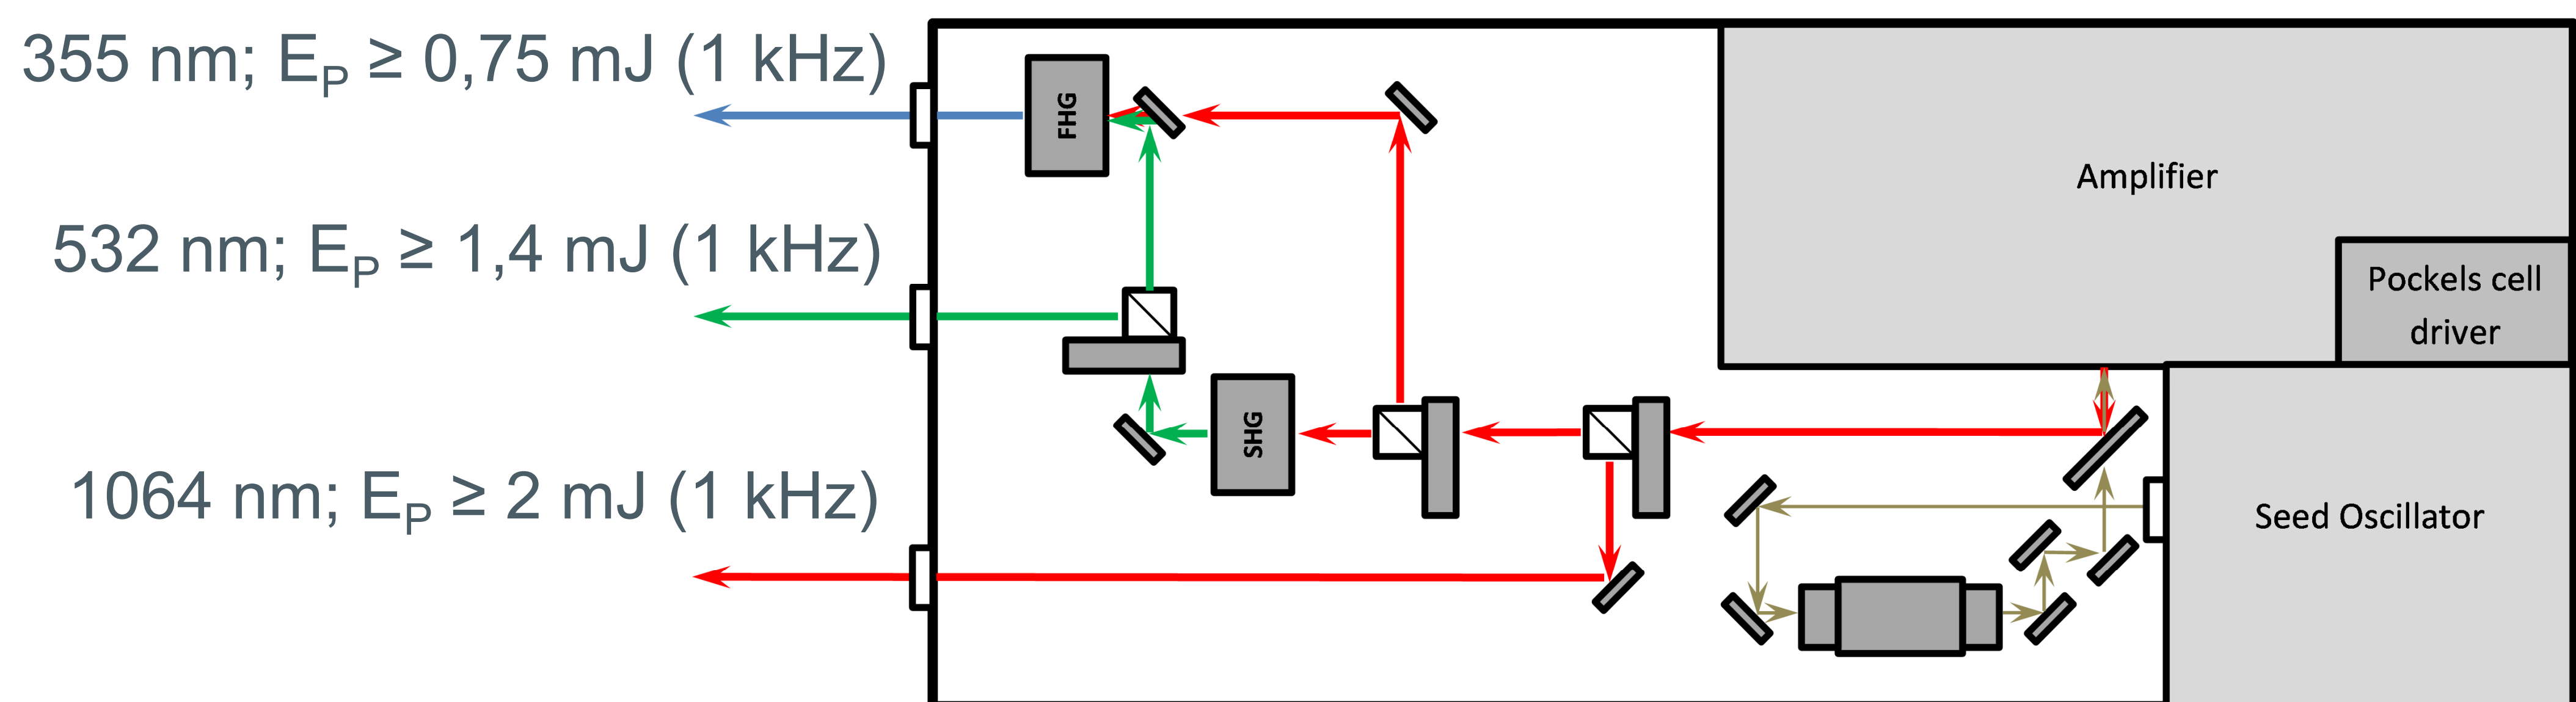 355 nm; EP ≥ 0,75 mJ (1 kHz)
FHG
Amplifier
532 nm; EP ≥ 1,4 mJ (1 kHz)
Pockels cell
driver
SHG
1064 nm; EP ≥ 2 mJ (1 kHz)
Seed Oscillator